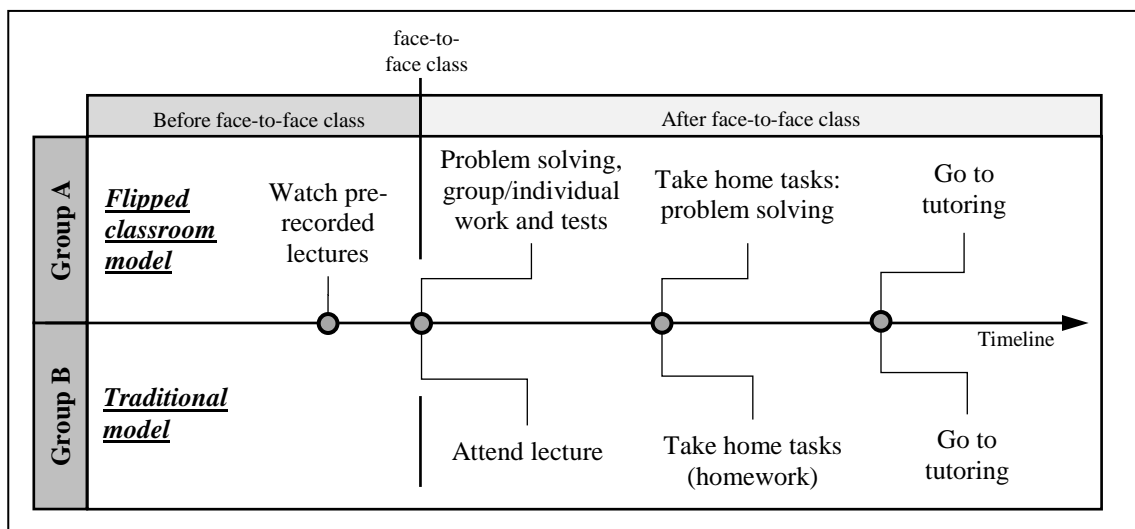 face-to-
face class
Before face-to-face class
After face-to-face class
Group A
Flipped
classroom
model
Watch pre-
recorded
lectures
Problem solving,
group/individual
work and tests
Take home tasks:
problem solving
Go to
tutoring
Timeline
Group B
Traditional
model
Attend lecture
Take home tasks
(homework)
Go to
tutoring